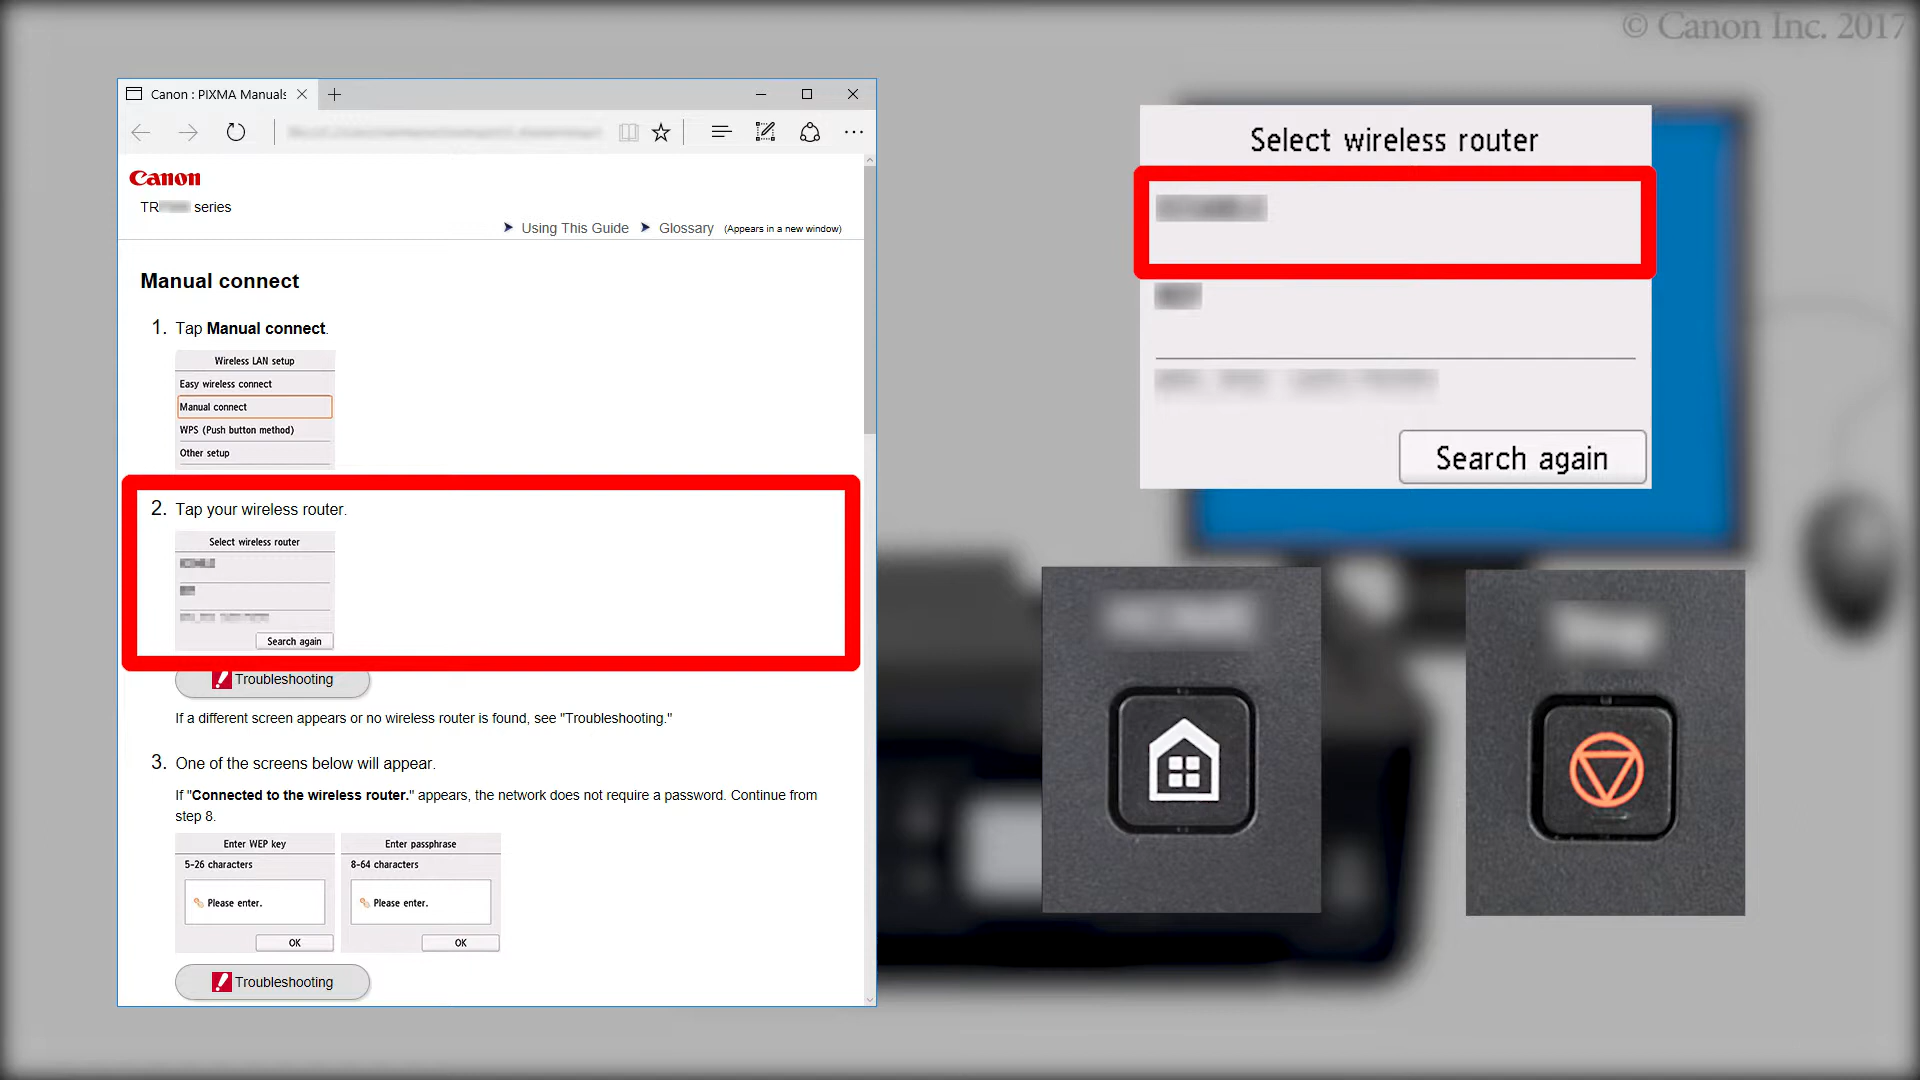 © Canon Inc. 2017
Canon : PIXMA Manuals
Canon
TR series
Using This Guide Glossary (Appears in a new window)
Manual connect
1. Tap Manual connect.
Wireless LAN setup
Easy wireless connect
Manual connect
WPS (Push button method)
Other setup
2. Tap your wireless router.
Select wireless router
Search again
Troubleshooting
If a different screen appears or no wireless router is found, see "Troubleshooting."
3. One of the screens below will appear.
If "Connected to the wireless router." appears, the network does not require a password. Continue from
step 8.
Enter WEP key
5-26 characters
Please enter.
OK
Enter passphrase
8-64 characters
Please enter.
OK
Troubleshooting
Select wireless router
Search again